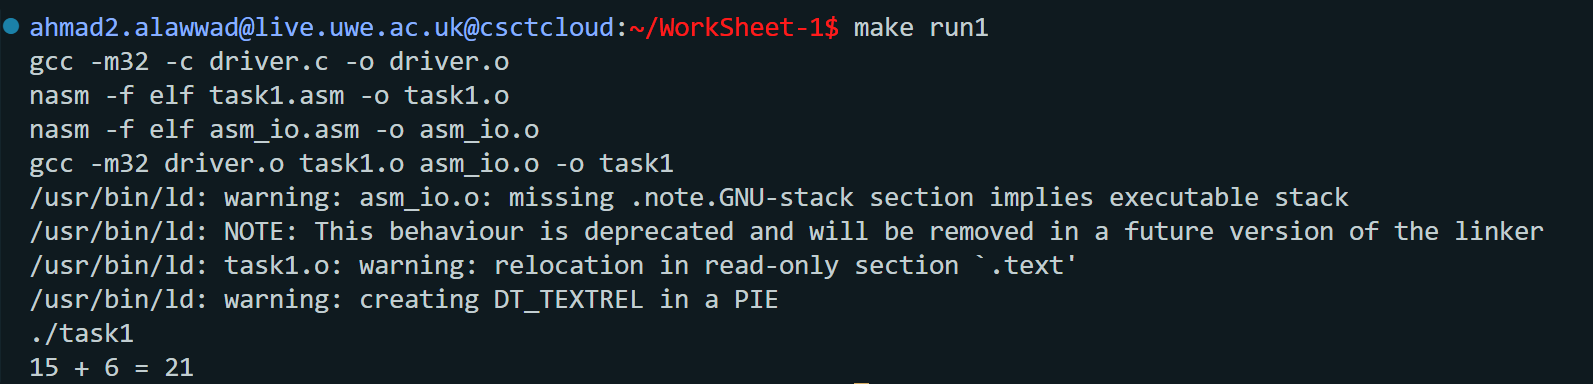 ahmad2.alawwad@live.uwe.ac.uk@csctcloud:~/WorkSheet-1$ make run1
gcc -m32 -c driver.c -o driver.o
nasm -f elf task1.asm -o task1.o
nasm -f elf asm_io.asm -o asm_io.o
gcc -m32 driver.o task1.o asm_io.o -o task1
/usr/bin/ld: warning: asm_io.o: missing .note.GNU-stack section implies executable stack
/usr/bin/ld: NOTE: This behaviour is deprecated and will be removed in a future version of the linker
/usr/bin/ld: task1.o: warning: relocation in read-only section `.text'
/usr/bin/ld: warning: creating DT_TEXTREL in a PIE
./task1
15 + 6 = 21